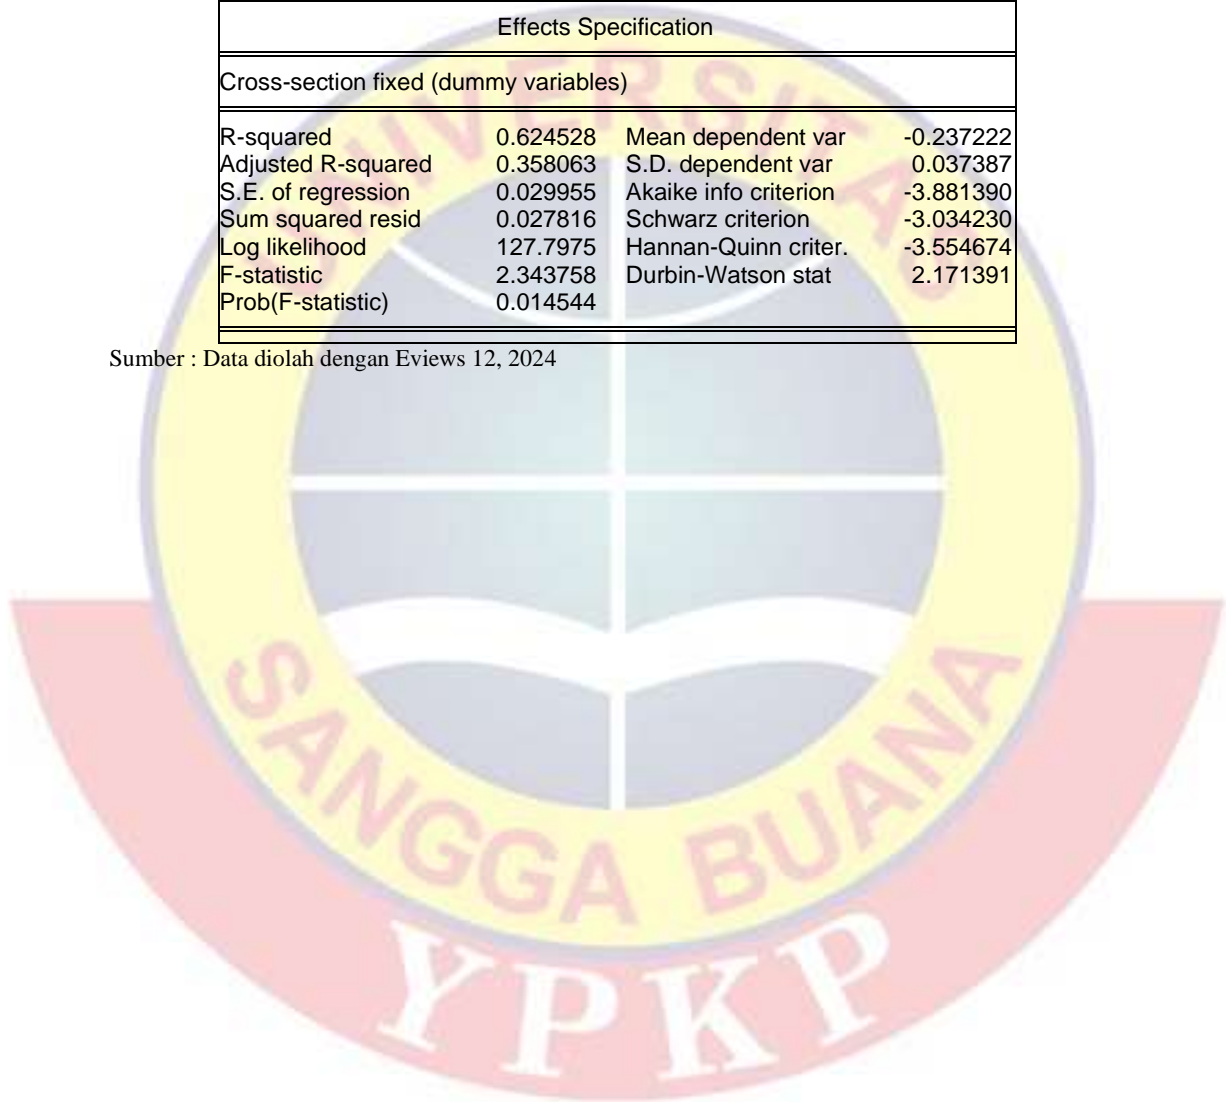 Effects Specification
Cross-section fixed (dummy variables)
R-squared 0.624528 Mean dependent var -0.237222
Adjusted R-squared 0.358063 S.D. dependent var 0.037387
S.E. of regression 0.029955 Akaike info criterion -3.881390
Sum squared resid 0.027816 Schwarz criterion -3.034230
Log likelihood 127.7975 Hannan-Quinn criter. -3.554674
F-statistic 2.343758 Durbin-Watson stat 2.171391
Prob(F-statistic) 0.014544
Sumber : Data diolah dengan Eviews 12, 2024
UNIVERSITAS
SANGGA BUANA
YPKP